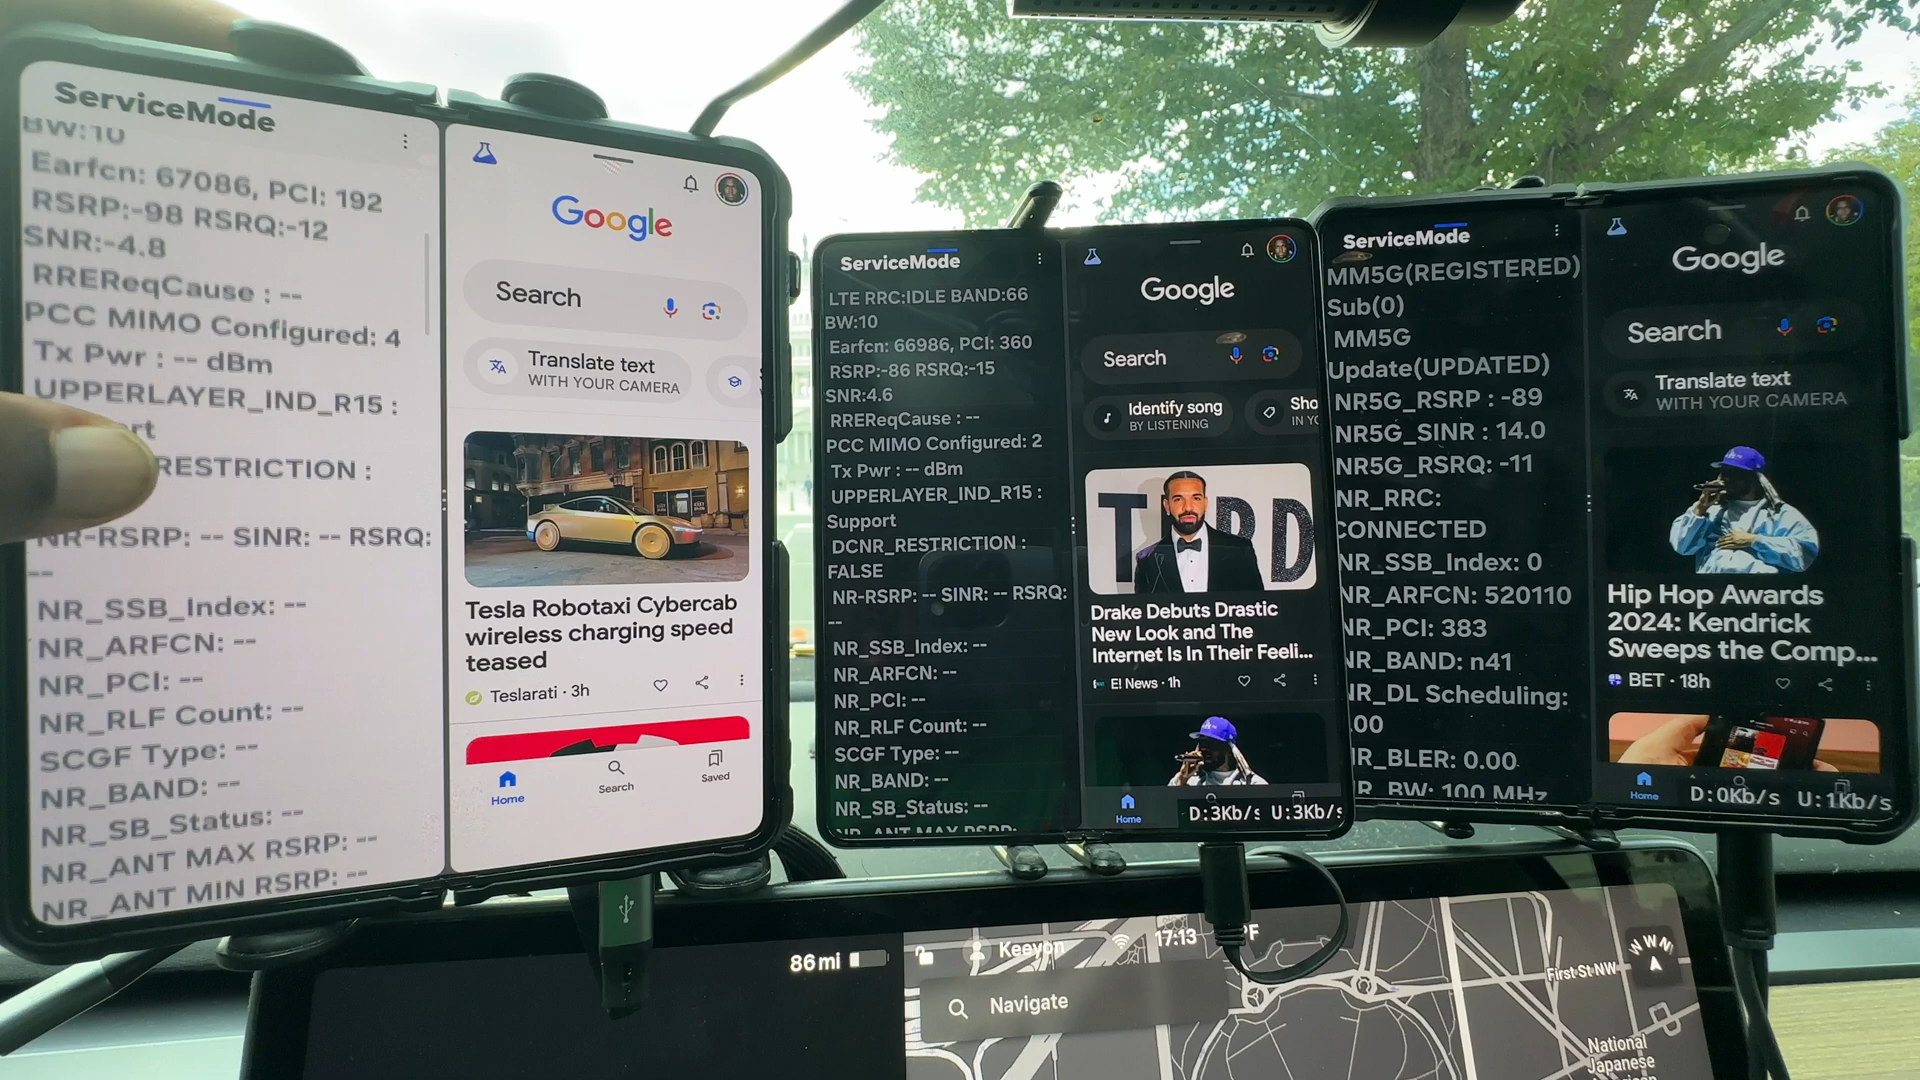 ServiceMode
BW:10
Earfcn: 67086, PCI: 192
RSRP:-98 RSRQ:-12
SNR:-4.8
RREReqCause : --
PCC MIMO Configured: 4
Tx Pwr : -- dBm
UPPERLAYER_IND_R15 :
rt
RESTRICTION :
NR-RSRP: -- SINR: -- RSRQ:
--
NR_SSB_Index: --
NR_ARFCN: --
NR_PCI: --
NR_RLF Count: --
SCGF Type: --
NR_BAND: --
NR_SB_Status: --
NR_ANT MAX RSRP: --
NR_ANT MIN RSRP: --
Google
Search
Translate text
WITH YOUR CAMERA
Tesla Robotaxi Cybercab
wireless charging speed
teased
Teslarati · 3h
Home
Search
Saved
ServiceMode
LTE RRC:IDLE BAND:66
BW:10
Earfcn: 66986, PCI: 360
RSRP:-86 RSRQ:-15
SNR:4.6
RREReqCause : --
PCC MIMO Configured: 2
Tx Pwr : -- dBm
UPPERLAYER_IND_R15 :
Support
DCNR_RESTRICTION :
FALSE
NR-RSRP: -- SINR: -- RSRQ:
--
NR_SSB_Index: --
NR_ARFCN: --
NR_PCI: --
NR_RLF Count: --
SCGF Type: --
NR_BAND: --
NR_SB_Status: --
NR_ANT MAX RSRP:
Google
Search
Identify song
BY LISTENING
Sho
IN YO
Drake Debuts Drastic
New Look and The
Internet Is In Their Feeli...
E! News · 1h
Home
D:3Kb/s U:3Kb/s
ServiceMode
MM5G(REGISTERED)
Sub(0)
MM5G
Update(UPDATED)
NR5G_RSRP : -89
NR5G_SINR : 14.0
NR5G_RSRQ: -11
NR_RRC:
CONNECTED
NR_SSB_Index: 0
NR_ARFCN: 520110
NR_PCI: 383
NR_BAND: n41
NR_DL Scheduling:
.00
NR_BLER: 0.00
NR_BW: 100 MHz
Google
Search
Translate text
WITH YOUR CAMERA
Hip Hop Awards
2024: Kendrick
Sweeps the Comp...
BET · 18h
Home
D:0Kb/s U:1Kb/s
86 mi
Keeyon
17:13
°F
Navigate
First St NW
National
Japanese